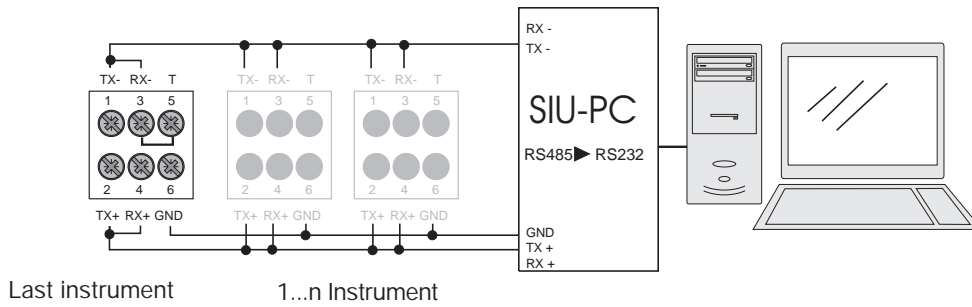 RX -
TX -
TX- RX- T
TX- RX- T
TX- RX- T
1 3 5
1 3 5
1 3 5
SIU-PC
RS485 ▶ RS232
2 4 6
2 4 6
2 4 6
TX+ RX+ GND
TX+ RX+ GND
TX+ RX+ GND
GND
TX +
RX +
Last instrument
1...n Instrument